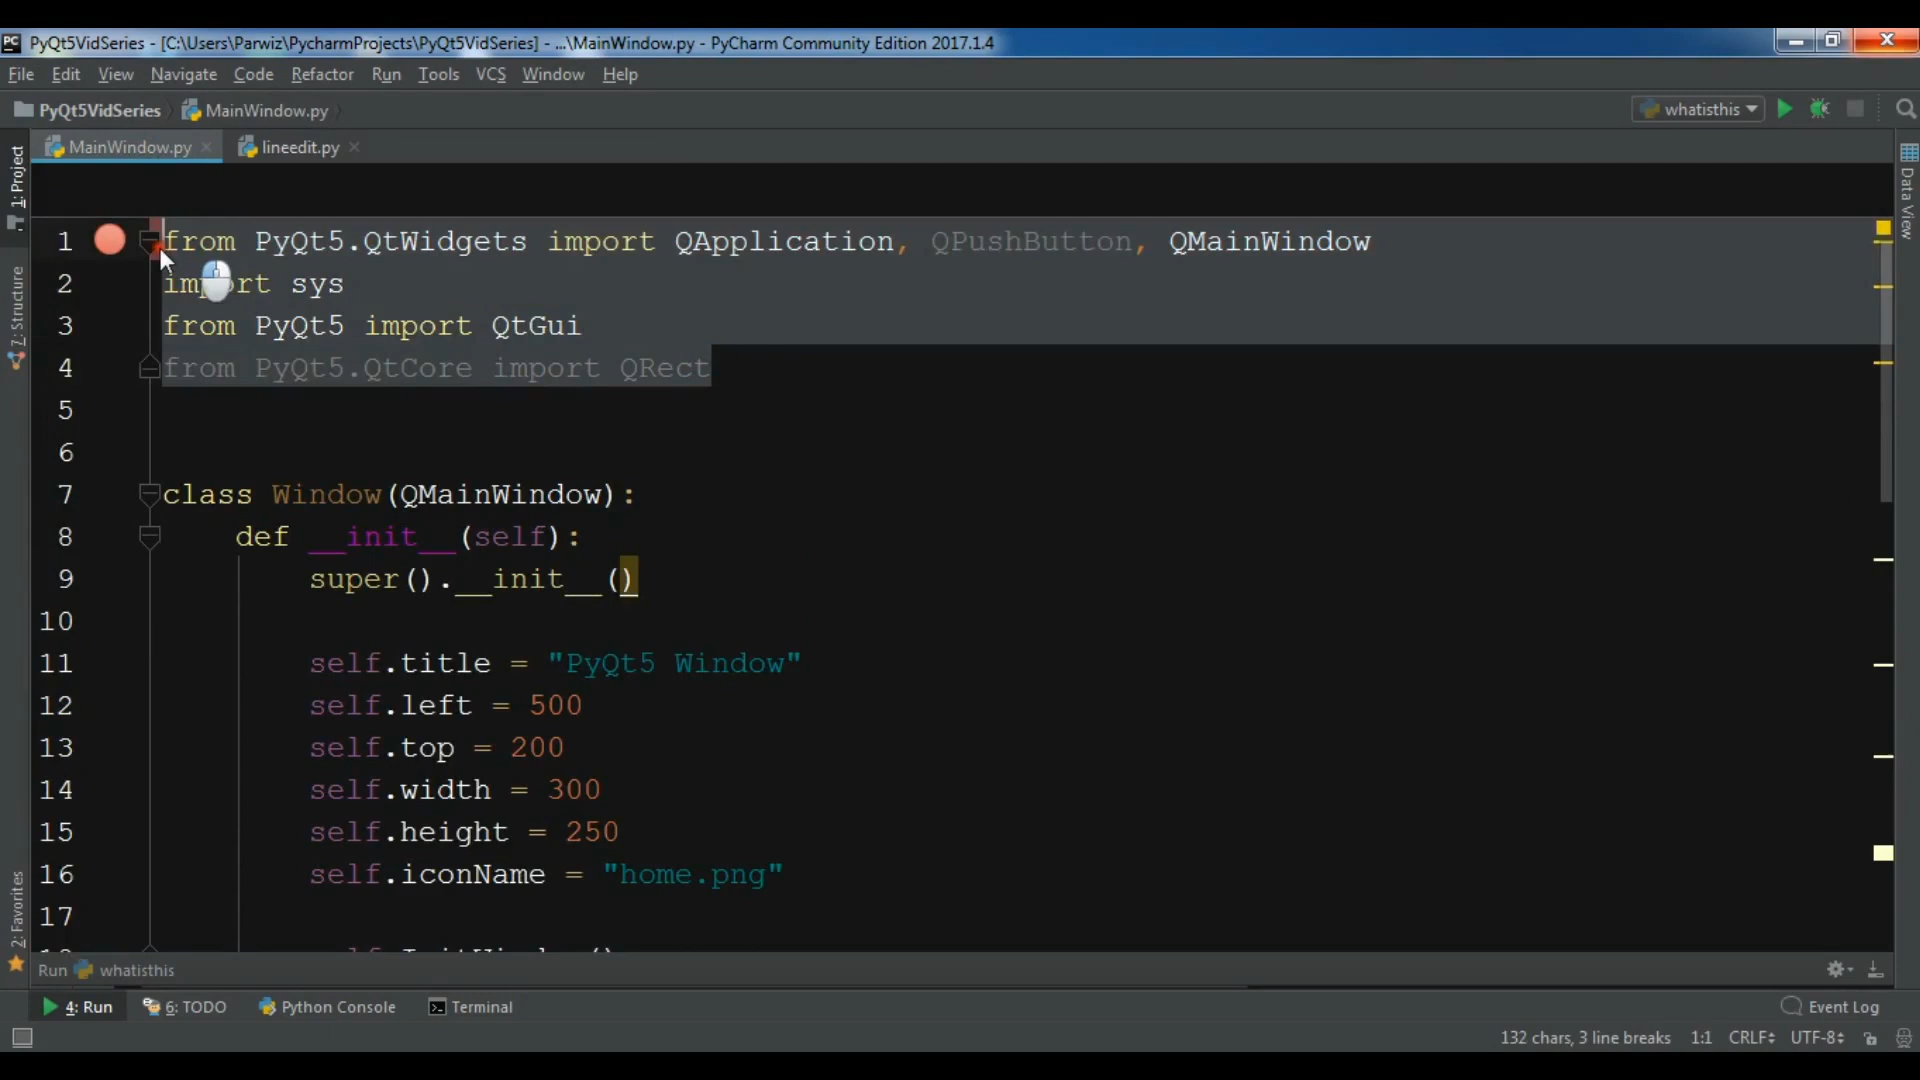 PC PyQt5VidSeries - [C:\Users\Parwiz\PycharmProjects\PyQt5VidSeries] - ...\MainWindow.py - PyCharm Community Edition 2017.1.4
File Edit View Navigate Code Refactor Run Tools VCS Window Help
PyQt5VidSeries MainWindow.py whatisthis
MainWindow.py lineedit.py
1: Project
7: Structure
2: Favorites
Data View
1 from PyQt5.QtWidgets import QApplication, QPushButton, QMainWindow
2 import sys
3 from PyQt5 import QtGui
4 from PyQt5.QtCore import QRect
5
6
7 class Window(QMainWindow):
8 def __init__(self):
9 super().__init__()
10
11 self.title = "PyQt5 Window"
12 self.left = 500
13 self.top = 200
14 self.width = 300
15 self.height = 250
16 self.iconName = "home.png"
17
Run whatisthis
4: Run 6: TODO Python Console Terminal Event Log
132 chars, 3 line breaks 1:1 CRLF UTF-8